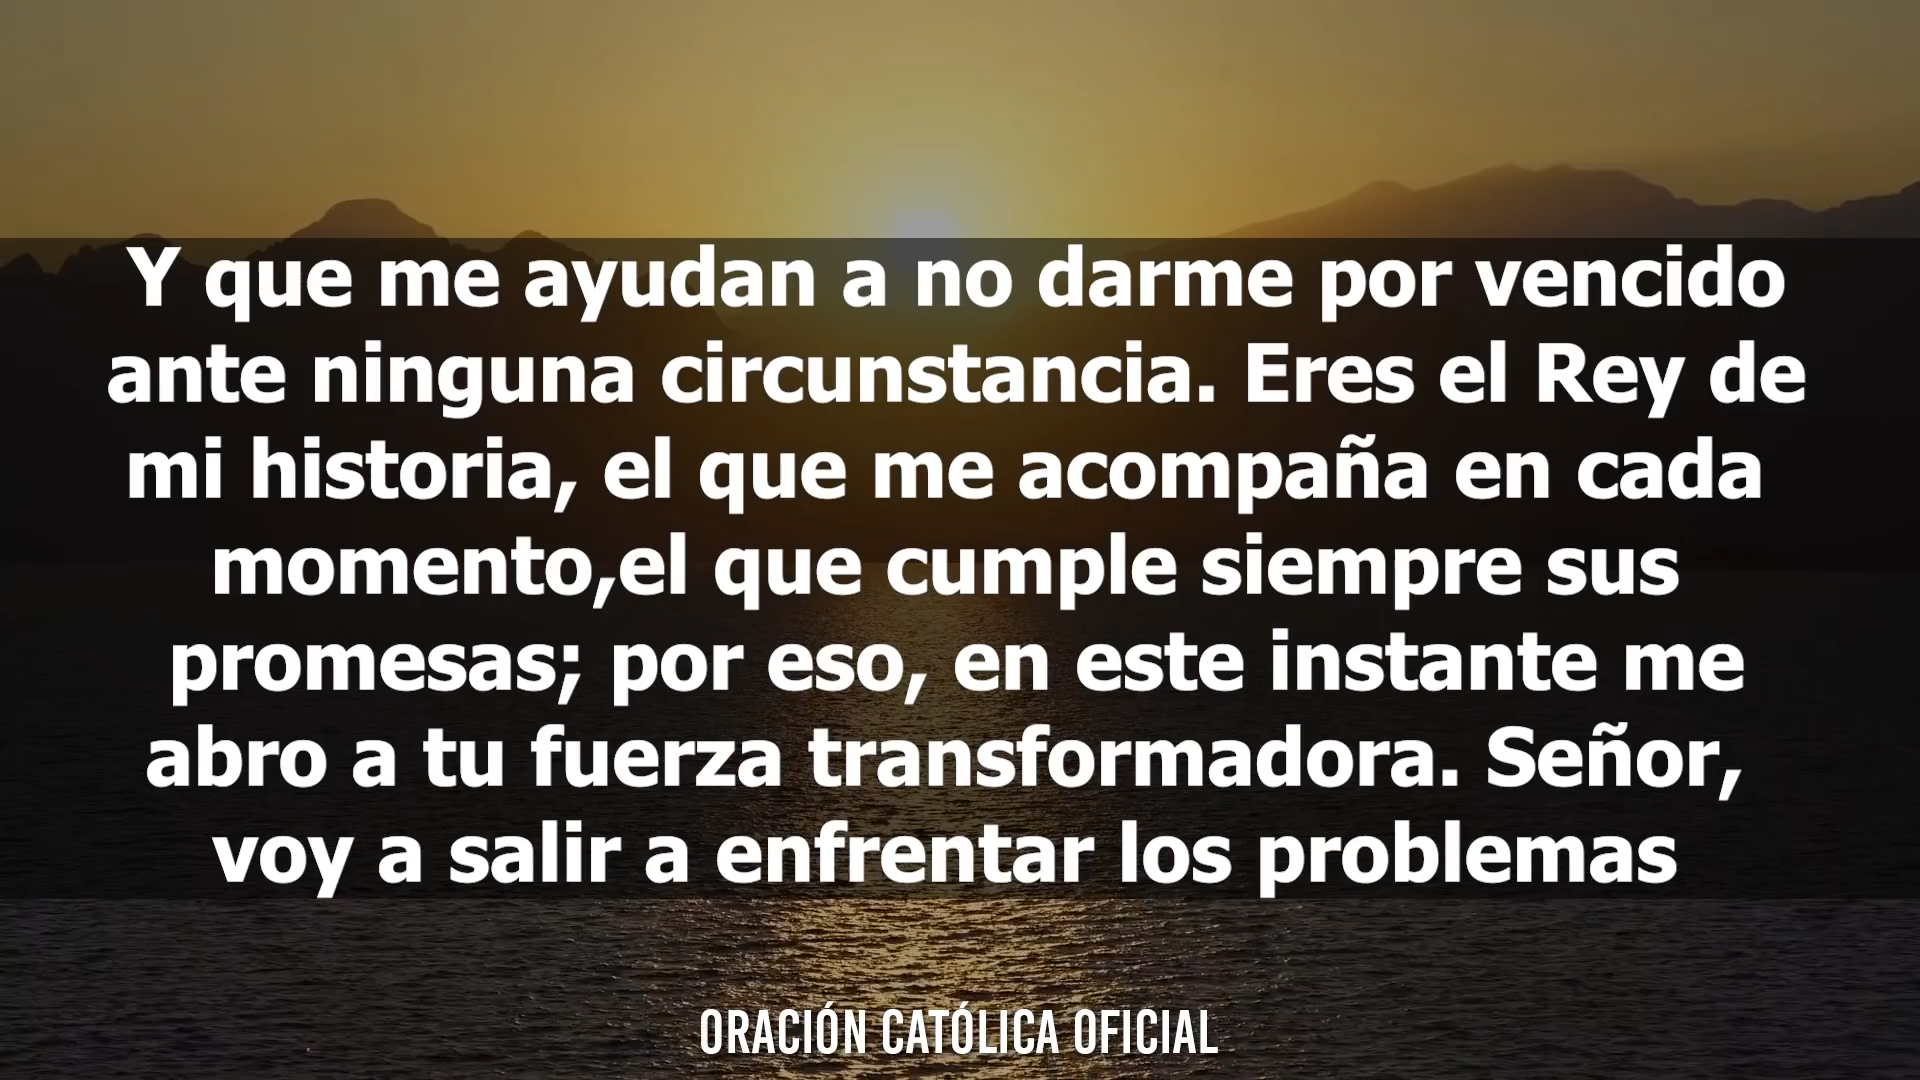 Y que me ayudan a no darme por vencido
ante ninguna circunstancia. Eres el Rey de
mi historia, el que me acompaña en cada
momento,el que cumple siempre sus
promesas; por eso, en este instante me
abro a tu fuerza transformadora. Señor,
voy a salir a enfrentar los problemas
ORACIÓN CATÓLICA OFICIAL